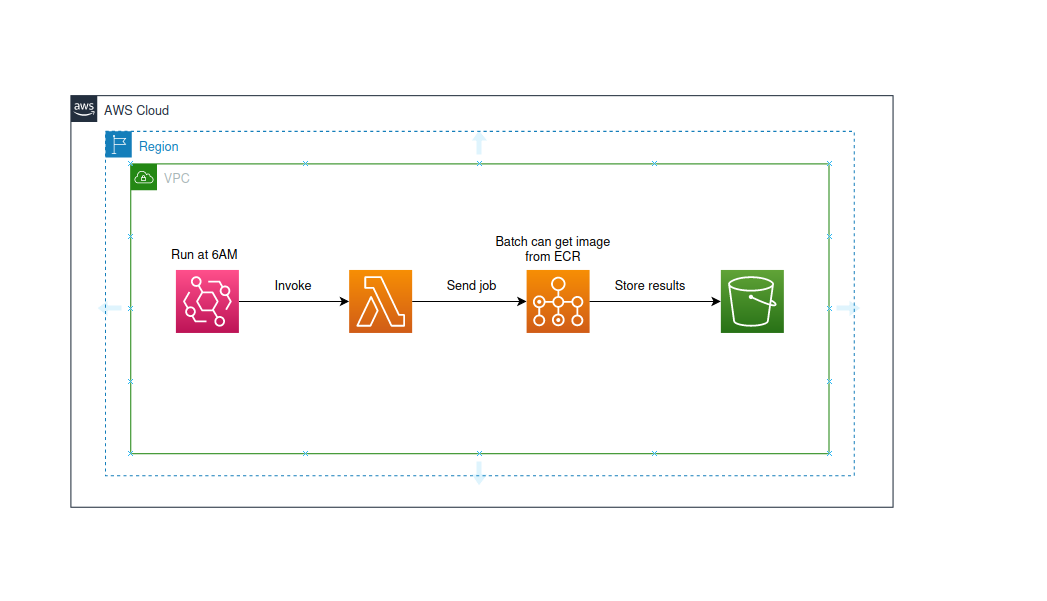 aws
AWS Cloud
Region
VPC
Run at 6AM
Invoke
Send job
Batch can get image
from ECR
Store results